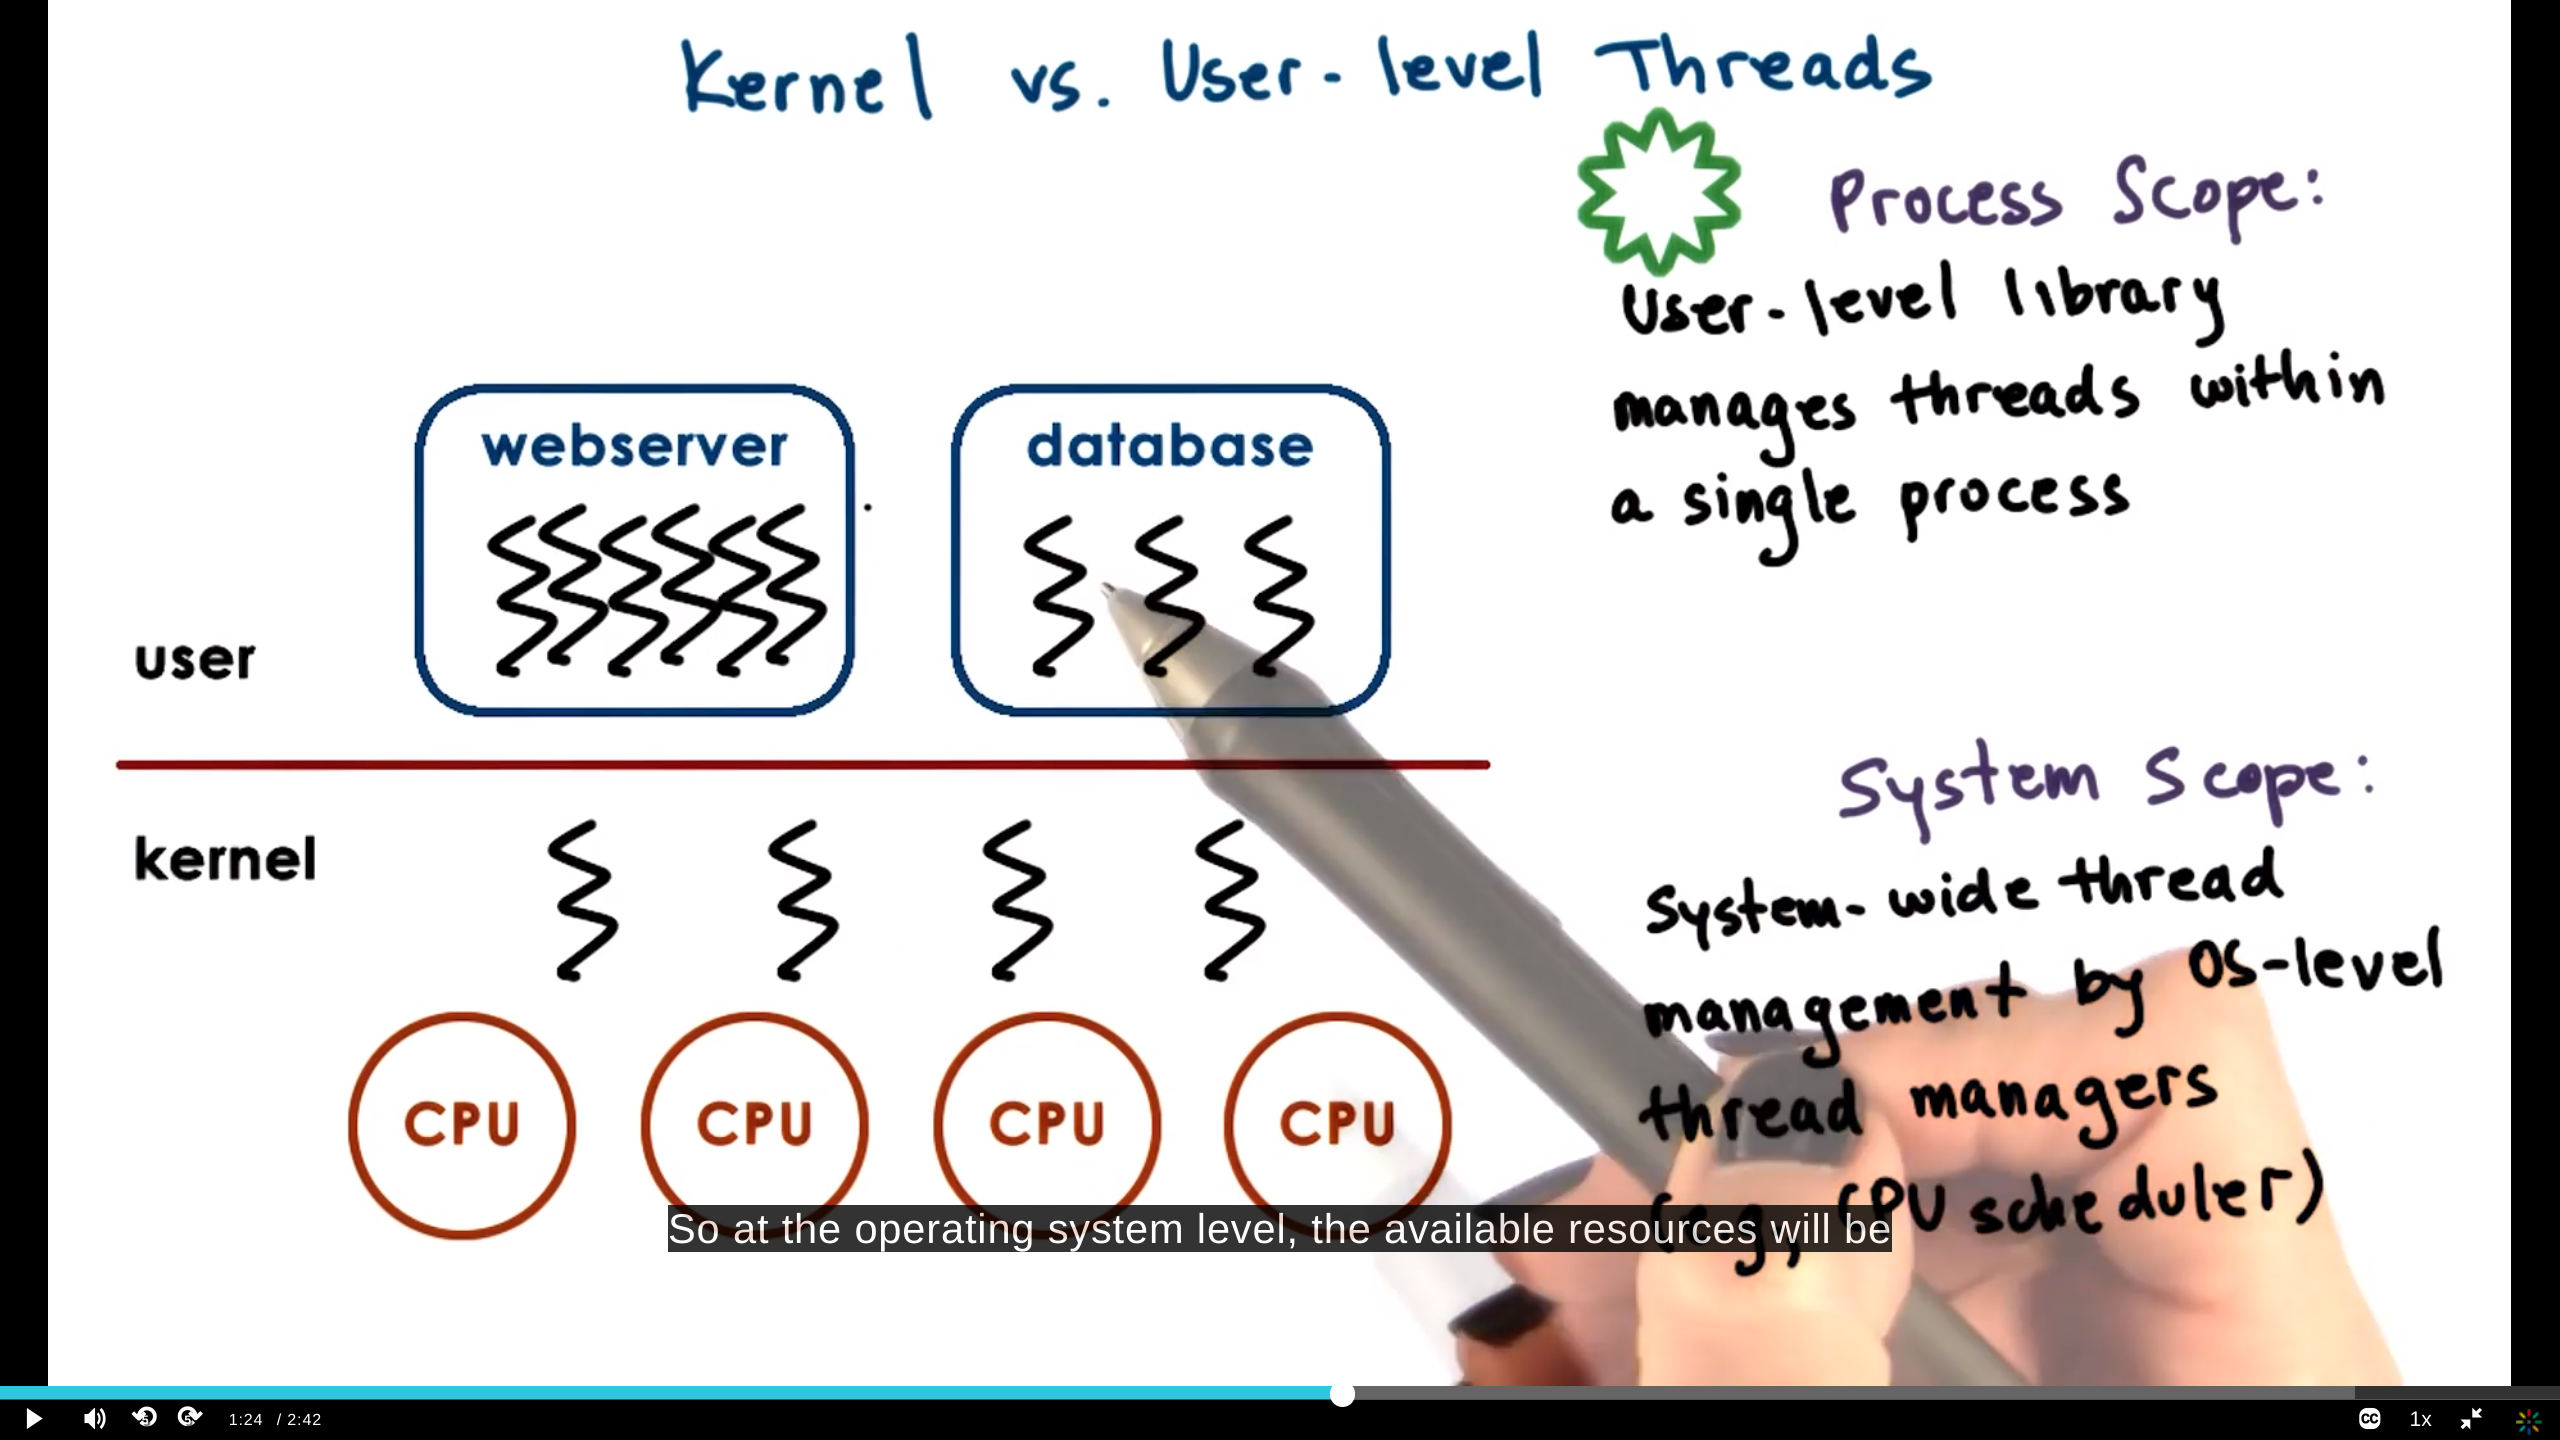 Kernel vs. User-level Threads
Process Scope:
User-level library
manages threads within
a single process
webserver
database
user
kernel
System Scope:
System-wide thread
management by OS-level
thread managers
(e.g., CPU scheduler)
CPU CPU CPU CPU
So at the operating system level, the available resources will be
1:24 / 2:42
CC
1x